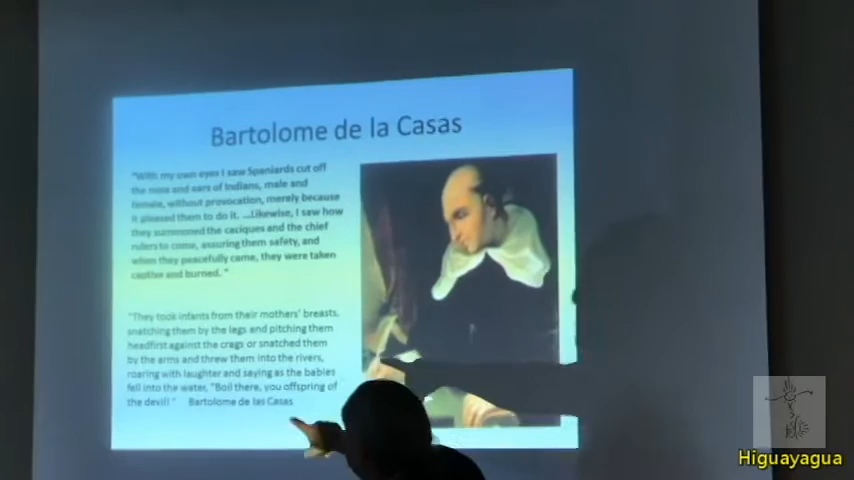 Bartolome de la Casas
"With my own eyes I saw Spaniards cut off
the nose and ears of Indians, male and
female, without provocation, merely because
it pleased them to do it. ...Likewise, I saw how
they summoned the caciques and the chief
rulers to come, assuring them safety, and
when they peacefully came, they were taken
captive and burned."
"They took infants from their mothers' breasts,
snatching them by the legs and pitching them
headfirst against the crags or snatched them
by the arms and threw them into the rivers,
roaring with laughter and saying as the babies
fell into the water, "Boil there, you offspring of
the devil! " Bartolome de las Casas
Higuayagua